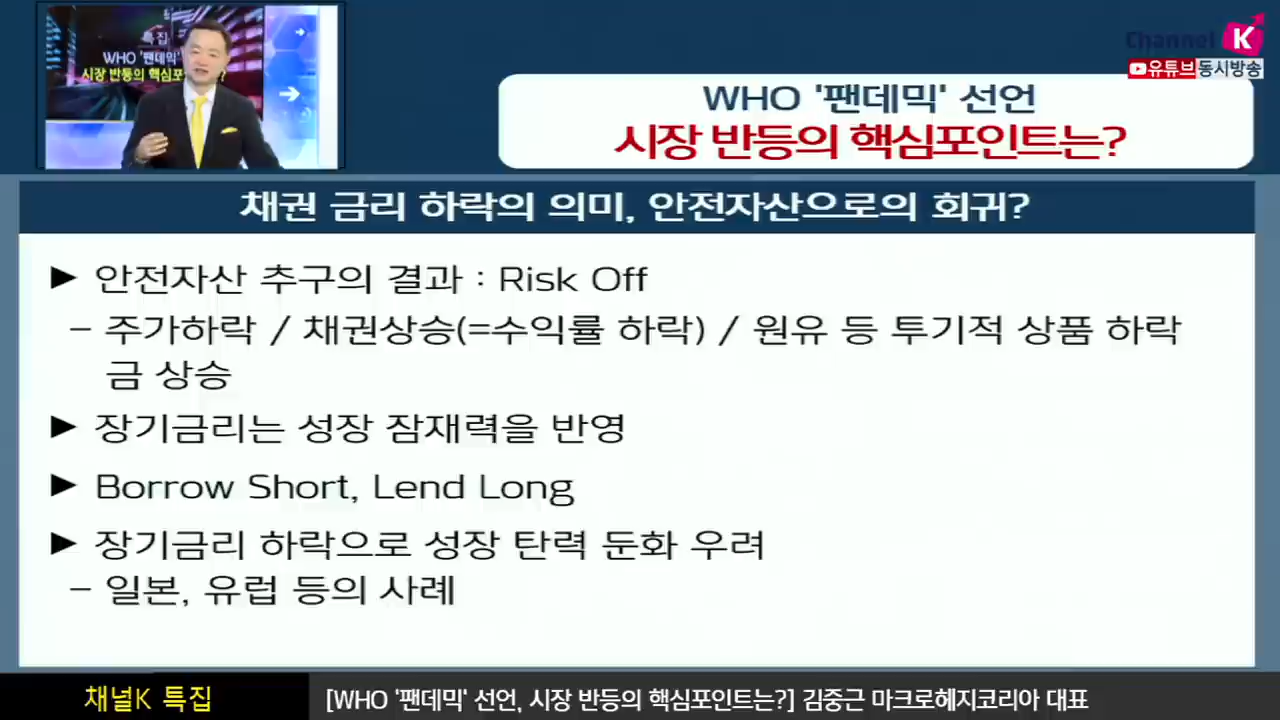 특집
WHO '팬데믹'
시장 반등의 핵심포
?
Channel K
유튜브동시방송
WHO '팬데믹' 선언
시장 반등의 핵심포인트는?
채권 금리 하락의 의미, 안전자산으로의 회귀?
▶ 안전자산 추구의 결과 : Risk Off
- 주가하락 / 채권상승(=수익률 하락) / 원유 등 투기적 상품 하락
금 상승
▶ 장기금리는 성장 잠재력을 반영
▶ Borrow Short, Lend Long
▶ 장기금리 하락으로 성장 탄력 둔화 우려
- 일본, 유럽 등의 사례
채널K 특집
[WHO '팬데믹' 선언, 시장 반등의 핵심포인트는?] 김중근 마크로헤지코리아 대표